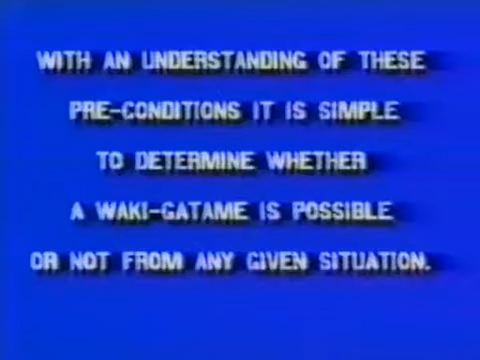 WITH AN UNDERSTANDING OF THESE
PRE-CONDITIONS IT IS SIMPLE
TO DETERMINE WHETHER
A WAKI-GATAME IS POSSIBLE
OR NOT FROM ANY GIVEN SITUATION.